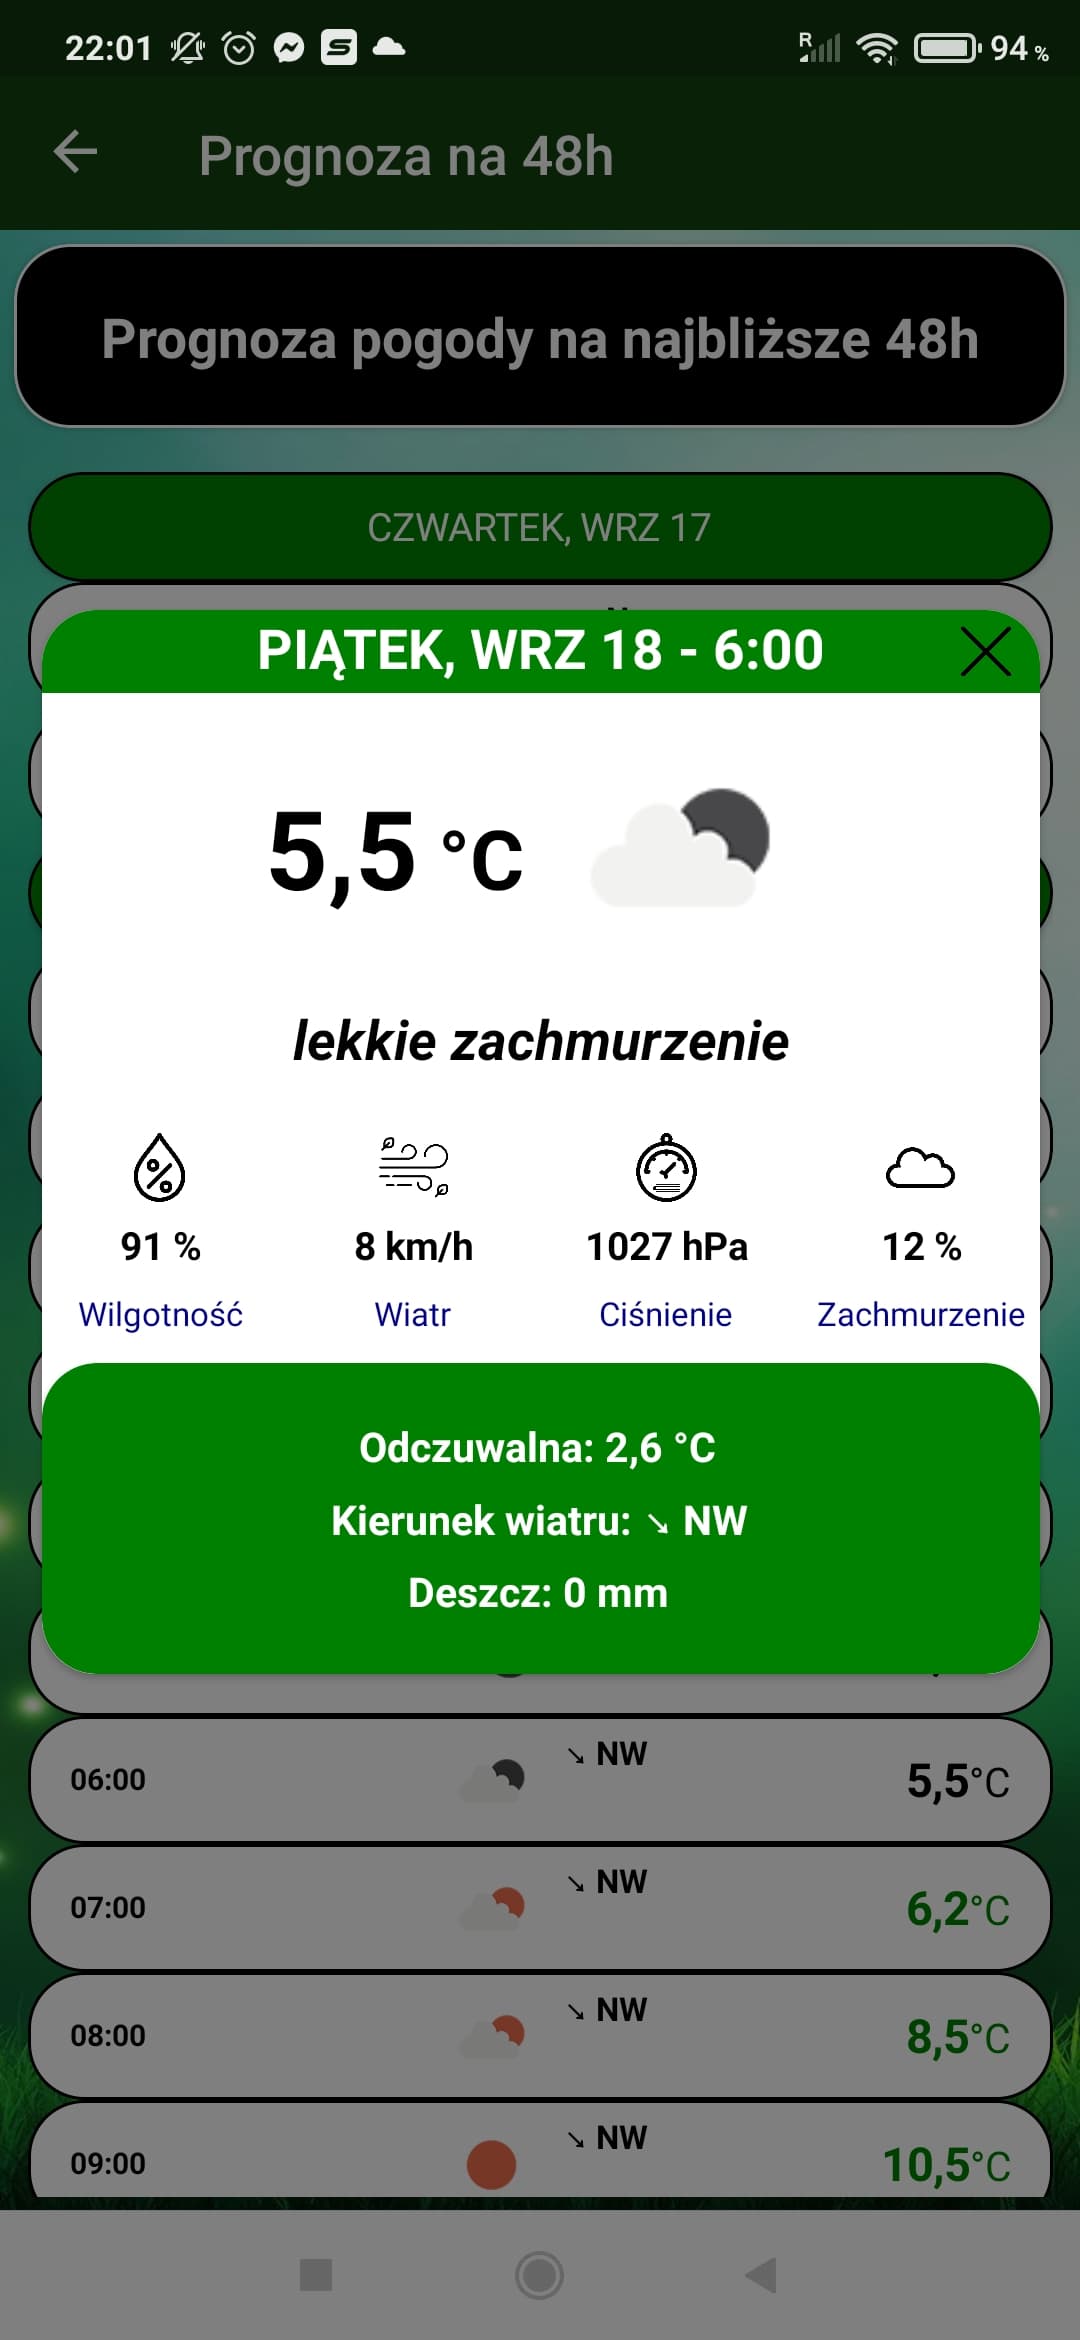 22:01
R
94 %
Prognoza na 48h
Prognoza pogody na najbliższe 48h
CZWARTEK, WRZ 17
PIĄTEK, WRZ 18 - 6:00
5,5 °C
lekkie zachmurzenie
91 % 8 km/h 1027 hPa 12 %
Wilgotność Wiatr Ciśnienie Zachmurzenie
Odczuwalna: 2,6 °C
Kierunek wiatru: ↘ NW
Deszcz: 0 mm
06:00 ↘ NW 5,5°C
07:00 ↘ NW 6,2°C
08:00 ↘ NW 8,5°C
09:00 ↘ NW 10,5°C